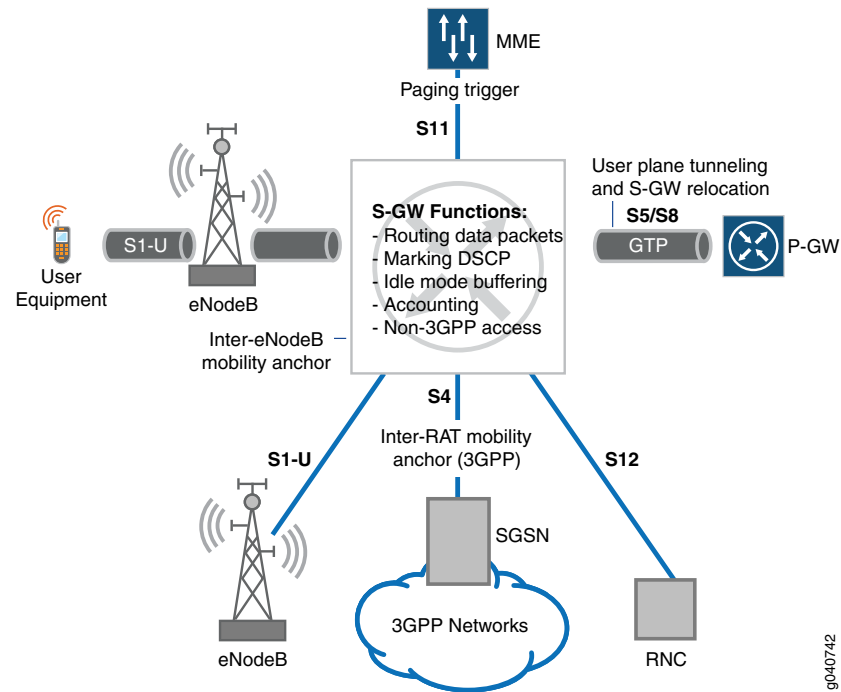 MME
Paging trigger
S11
User plane tunneling
and S-GW relocation
S5/S8
S-GW Functions:
- Routing data packets
- Marking DSCP
- Idle mode buffering
- Accounting
- Non-3GPP access
S1-U
GTP
P-GW
User
Equipment
eNodeB
Inter-eNodeB
mobility anchor
S4
Inter-RAT mobility
anchor (3GPP)
S1-U
S12
SGSN
3GPP Networks
eNodeB
RNC
g040742